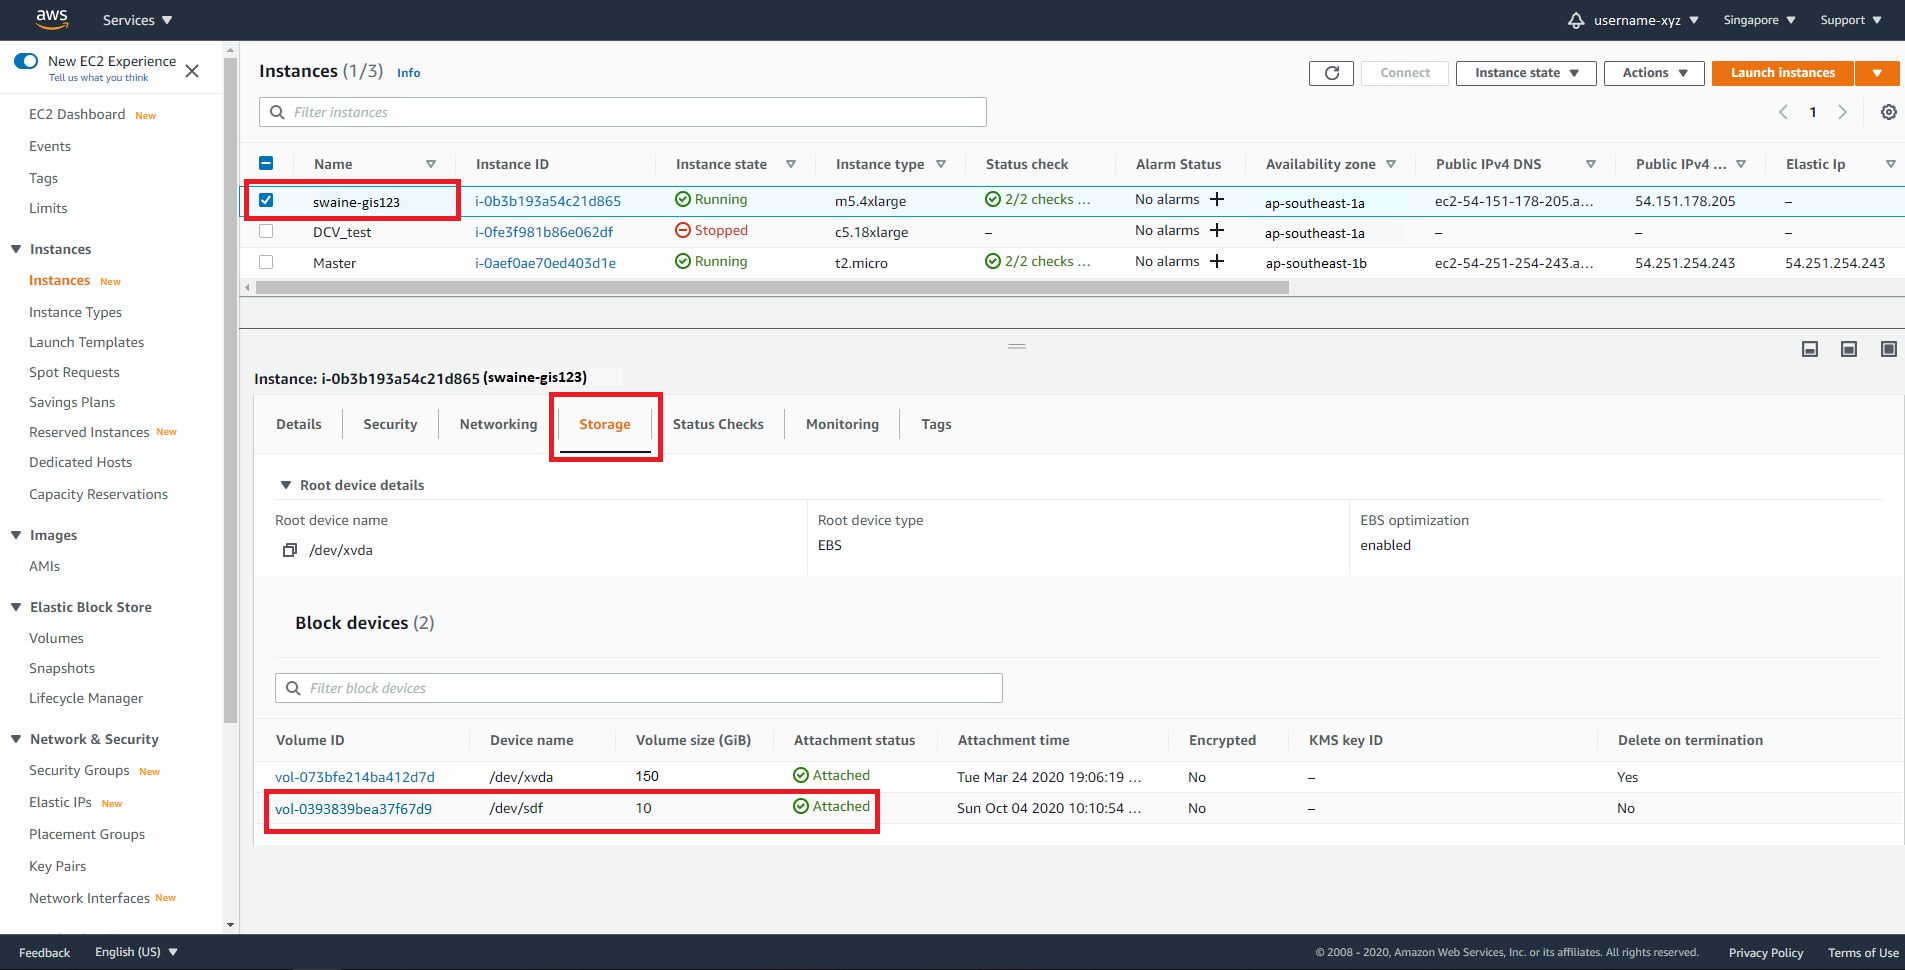 aws Services username-xyz Singapore Support
New EC2 Experience
Tell us what you think
EC2 Dashboard New
Events
Tags
Limits
Instances
Instances New
Instance Types
Launch Templates
Spot Requests
Savings Plans
Reserved Instances New
Dedicated Hosts
Capacity Reservations
Images
AMIs
Elastic Block Store
Volumes
Snapshots
Lifecycle Manager
Network & Security
Security Groups New
Elastic IPs New
Placement Groups
Key Pairs
Network Interfaces New
Instances (1/3) Info
Connect Instance state Actions Launch instances
Filter instances
1
Name Instance ID Instance state Instance type Status check Alarm Status Availability zone Public IPv4 DNS Public IPv4 ... Elastic Ip
swaine-gis123 i-0b3b193a54c21d865 Running m5.4xlarge 2/2 checks ... No alarms + ap-southeast-1a ec2-54-151-178-205.a... 54.151.178.205 –
DCV_test i-0fe3f981b86e062df Stopped c5.18xlarge – No alarms + ap-southeast-1a – – –
Master i-0aef0ae70ed403d1e Running t2.micro 2/2 checks ... No alarms + ap-southeast-1b ec2-54-251-254-243.a... 54.251.254.243 54.251.254.243
Instance: i-0b3b193a54c21d865 (swaine-gis123)
Details Security Networking Storage Status Checks Monitoring Tags
Root device details
Root device name Root device type EBS optimization
/dev/xvda EBS enabled
Block devices (2)
Filter block devices
Volume ID Device name Volume size (GiB) Attachment status Attachment time Encrypted KMS key ID Delete on termination
vol-073bfe214ba412d7d /dev/xvda 150 Attached Tue Mar 24 2020 19:06:19 ... No – Yes
vol-0393839bea37f67d9 /dev/sdf 10 Attached Sun Oct 04 2020 10:10:54 ... No – No
Feedback English (US) © 2008 - 2020, Amazon Web Services, Inc. or its affiliates. All rights reserved. Privacy Policy Terms of Use